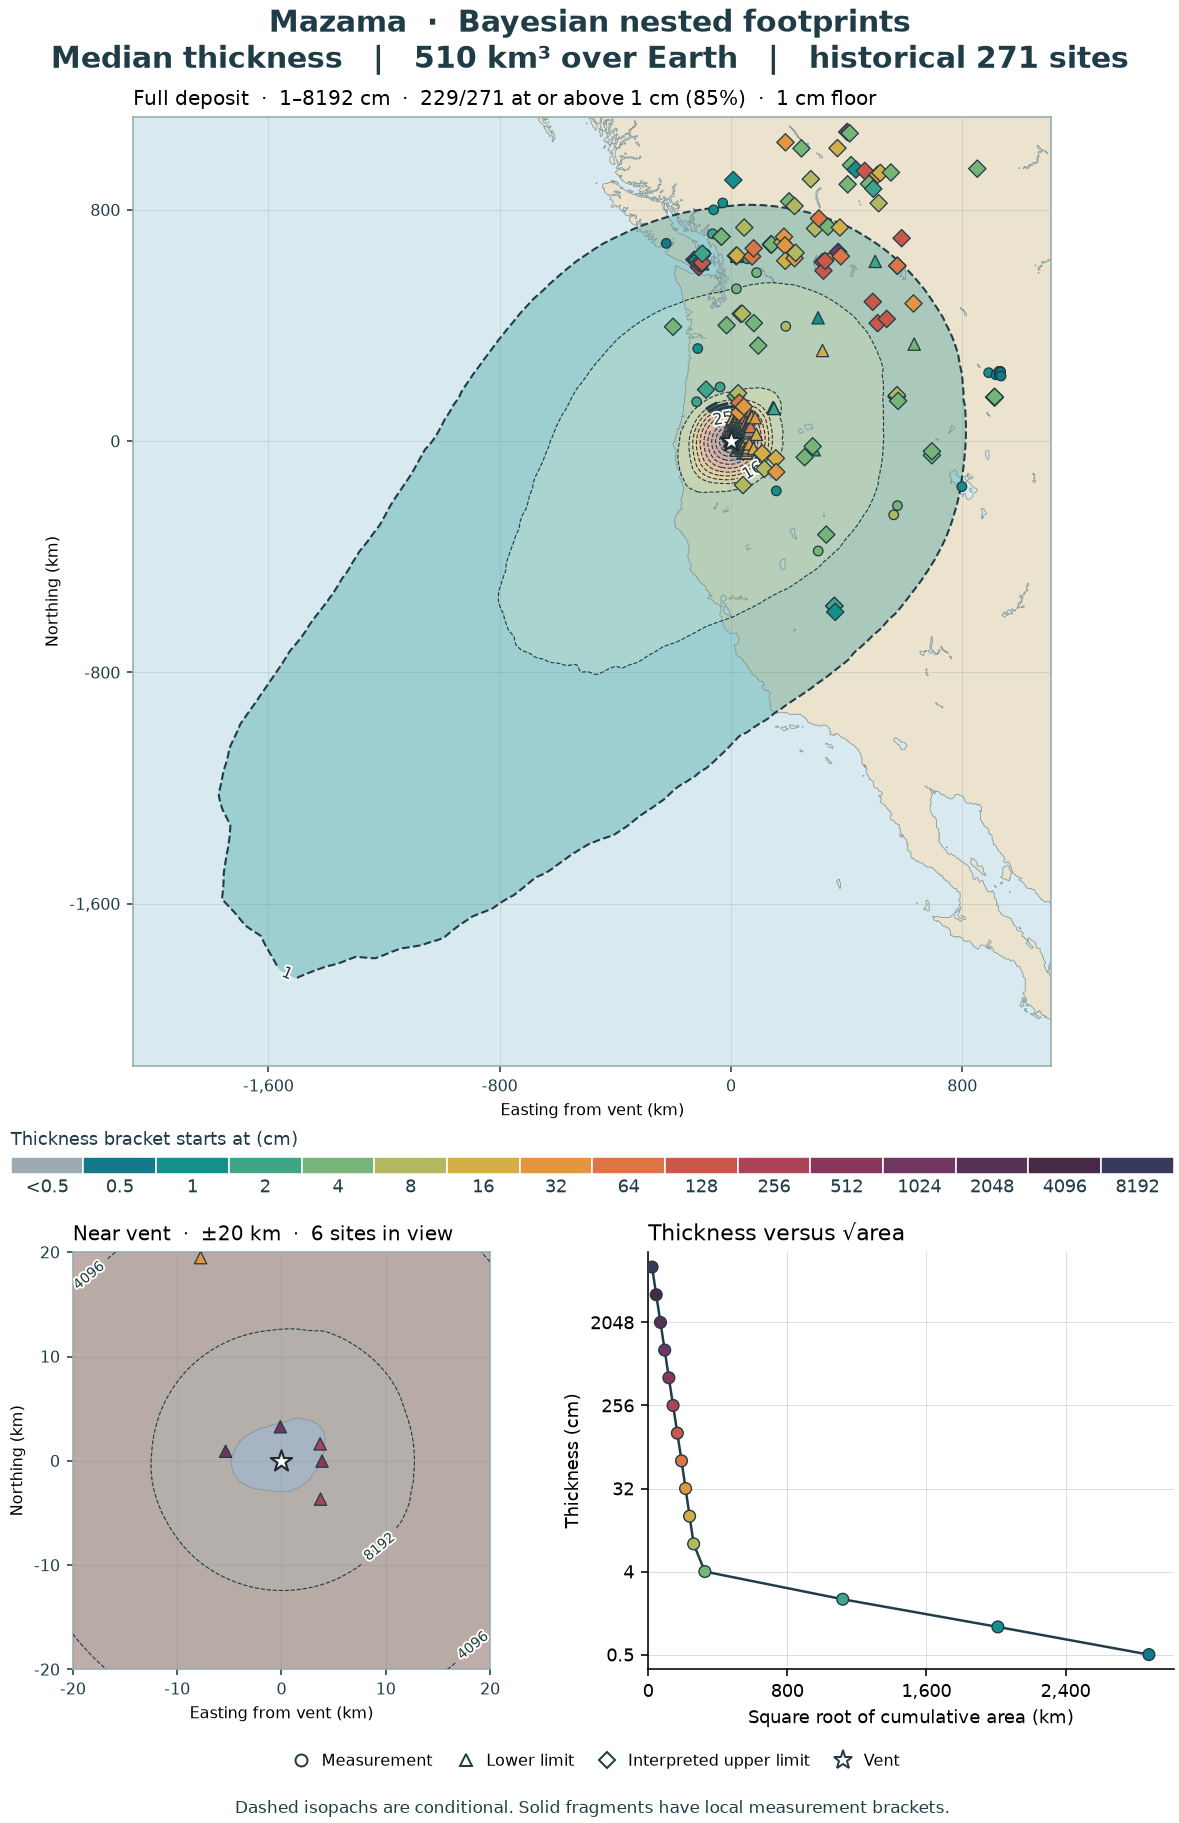 Mazama · Bayesian nested footprints
Median thickness | 510 km³ over Earth | historical 271 sites
Full deposit · 1–8192 cm · 229/271 at or above 1 cm (85%) · 1 cm floor
800
0
-800
-1,600
Northing (km)
16
1
-1,600
-800
0
800
Easting from vent (km)
Thickness bracket starts at (cm)
<0.5 0.5 1 2 4 8 16 32 64 128 256 512 1024 2048 4096 8192
Near vent · ±20 km · 6 sites in view
20
10
0
-10
-20
Northing (km)
4096
8192
4096
-20 -10 0 10 20
Easting from vent (km)
Thickness versus √area
2048
256
32
4
0.5
Thickness (cm)
0 800 1,600 2,400
Square root of cumulative area (km)
Measurement Lower limit Interpreted upper limit Vent
Dashed isopachs are conditional. Solid fragments have local measurement brackets.